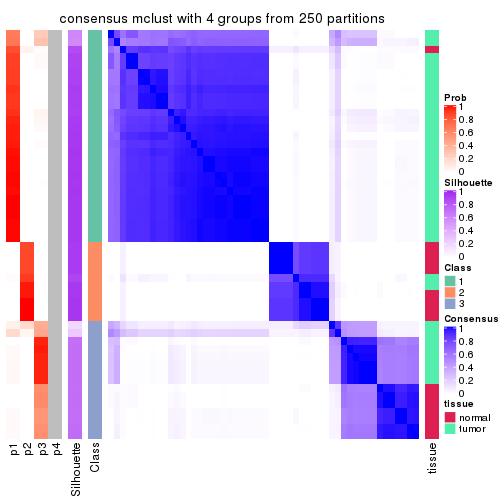 consensus mclust with 4 groups from 250 partitions
Prob
1
0.8
0.6
0.4
0.2
0
Silhouette
1
0.8
0.6
0.4
0.2
0
Class
1
2
3
Consensus
1
0.8
0.6
0.4
0.2
0
tissue
normal
tumor
p1
p2
p3
p4
Silhouette
Class
tissue